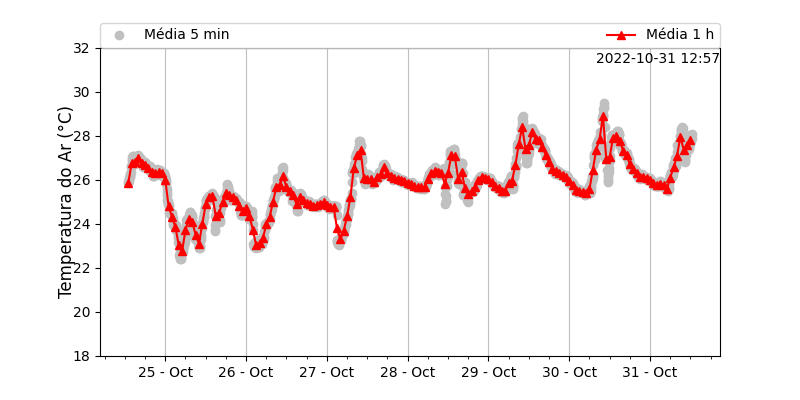 Média 5 min
Média 1 h
2022-10-31 12:57
Temperatura do Ar (°C)
32
30
28
26
24
22
20
18
25 - Oct
26 - Oct
27 - Oct
28 - Oct
29 - Oct
30 - Oct
31 - Oct